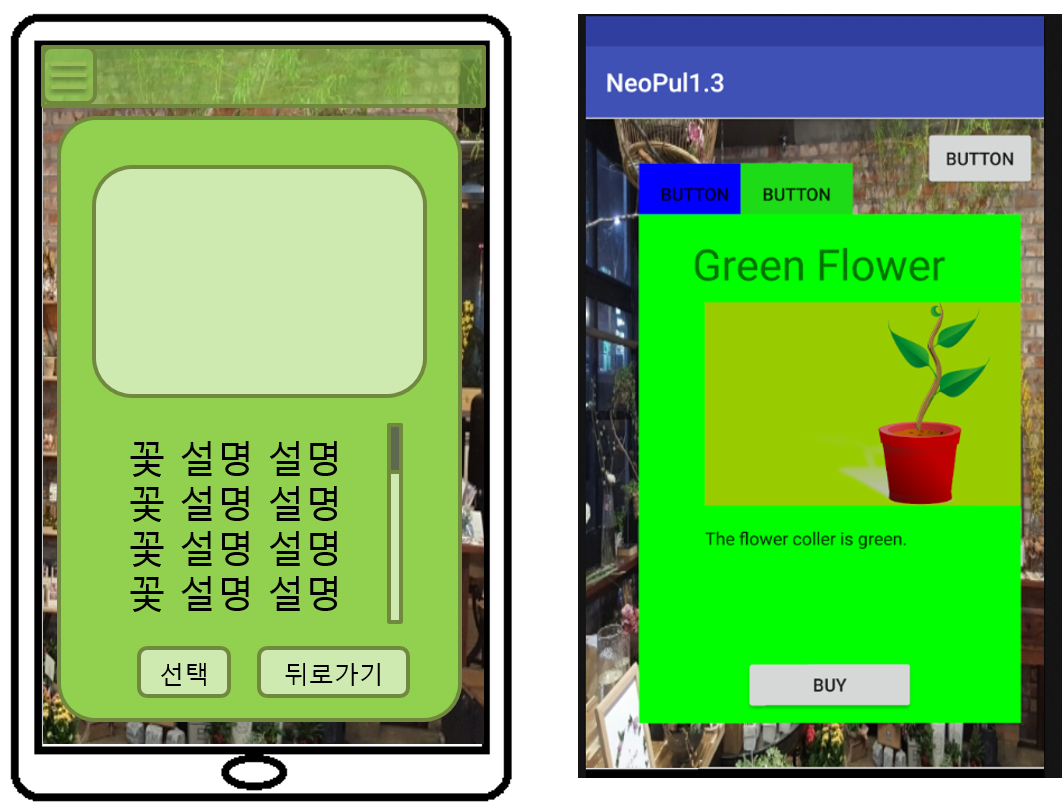 꽃 설명 설명
꽃 설명 설명
꽃 설명 설명
꽃 설명 설명
선택 뒤로가기
NeoPul1.3
BUTTON
BUTTON BUTTON
Green Flower
The flower coller is green.
BUY